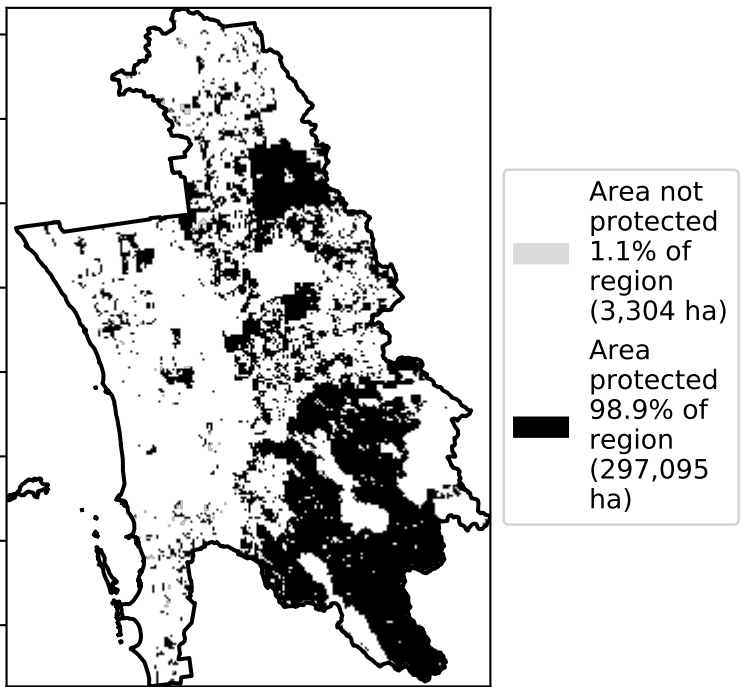 Area not
protected
1.1% of
region
(3,304 ha)
Area
protected
98.9% of
region
(297,095
ha)